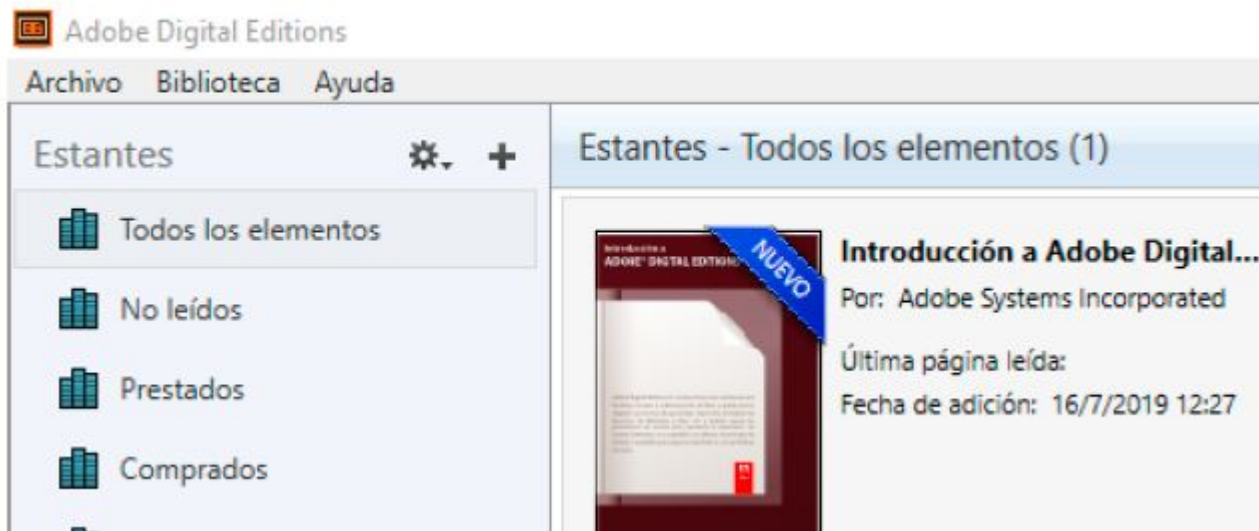 Adobe Digital Editions
Archivo Biblioteca Ayuda
Estantes
Todos los elementos
No leídos
Prestados
Comprados
Estantes - Todos los elementos (1)
Introducción a
ADOBE® DIGITAL EDITIONS
NUEVO
Introducción a Adobe Digital...
Por: Adobe Systems Incorporated
Última página leída:
Fecha de adición: 16/7/2019 12:27